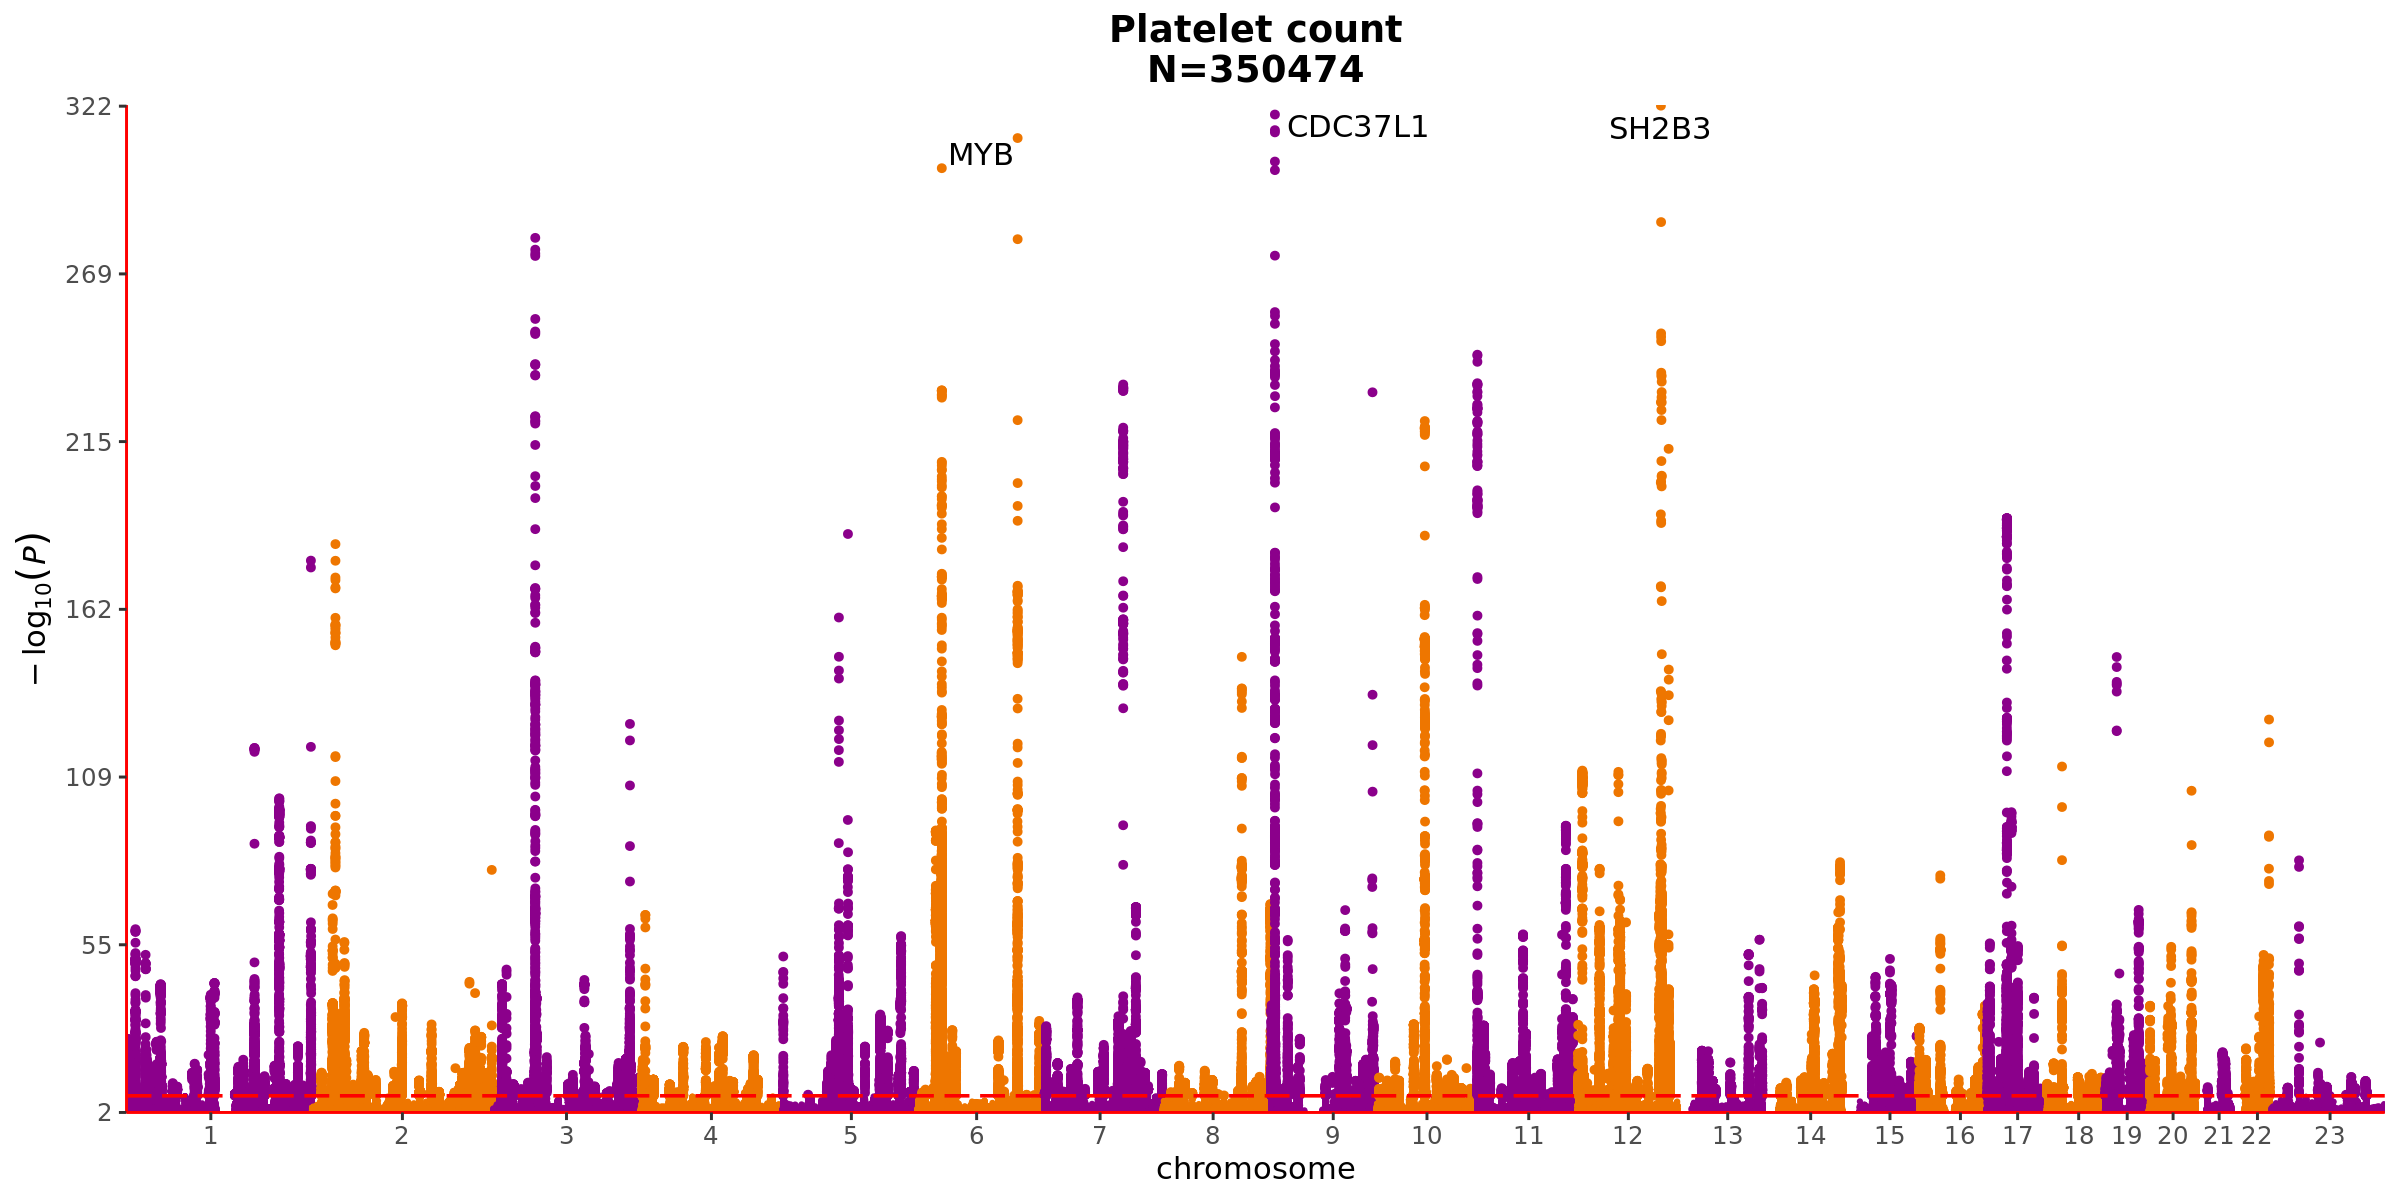 Platelet count
N=350474
322
269
215
162
109
55
2
−log10(P)
MYB
CDC37L1
SH2B3
1 2 3 4 5 6 7 8 9 10 11 12 13 14 15 16 17 18 19 20 21 22 23
chromosome